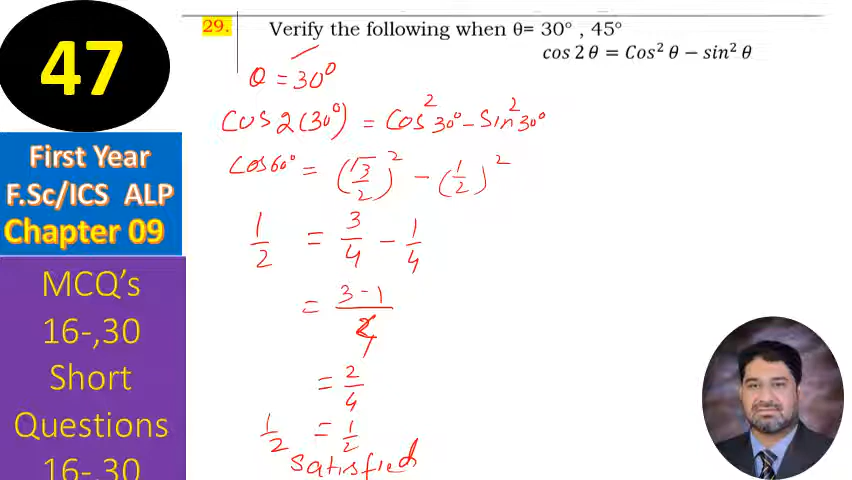 47
First Year
F.Sc/ICS ALP
Chapter 09
MCQ's
16-,30
Short
Questions
16-30
29. Verify the following when θ= 30° , 45°
cos 2 θ = Cos² θ − sin² θ
θ = 30°
Cos 2(30°) = Cos² 30° - Sin² 30°
Cos 60° = (√3/2)² - (1/2)²
1/2 = 3/4 - 1/4
= 3-1/4
= 2/4
1/2 = 1/2
Satisfied